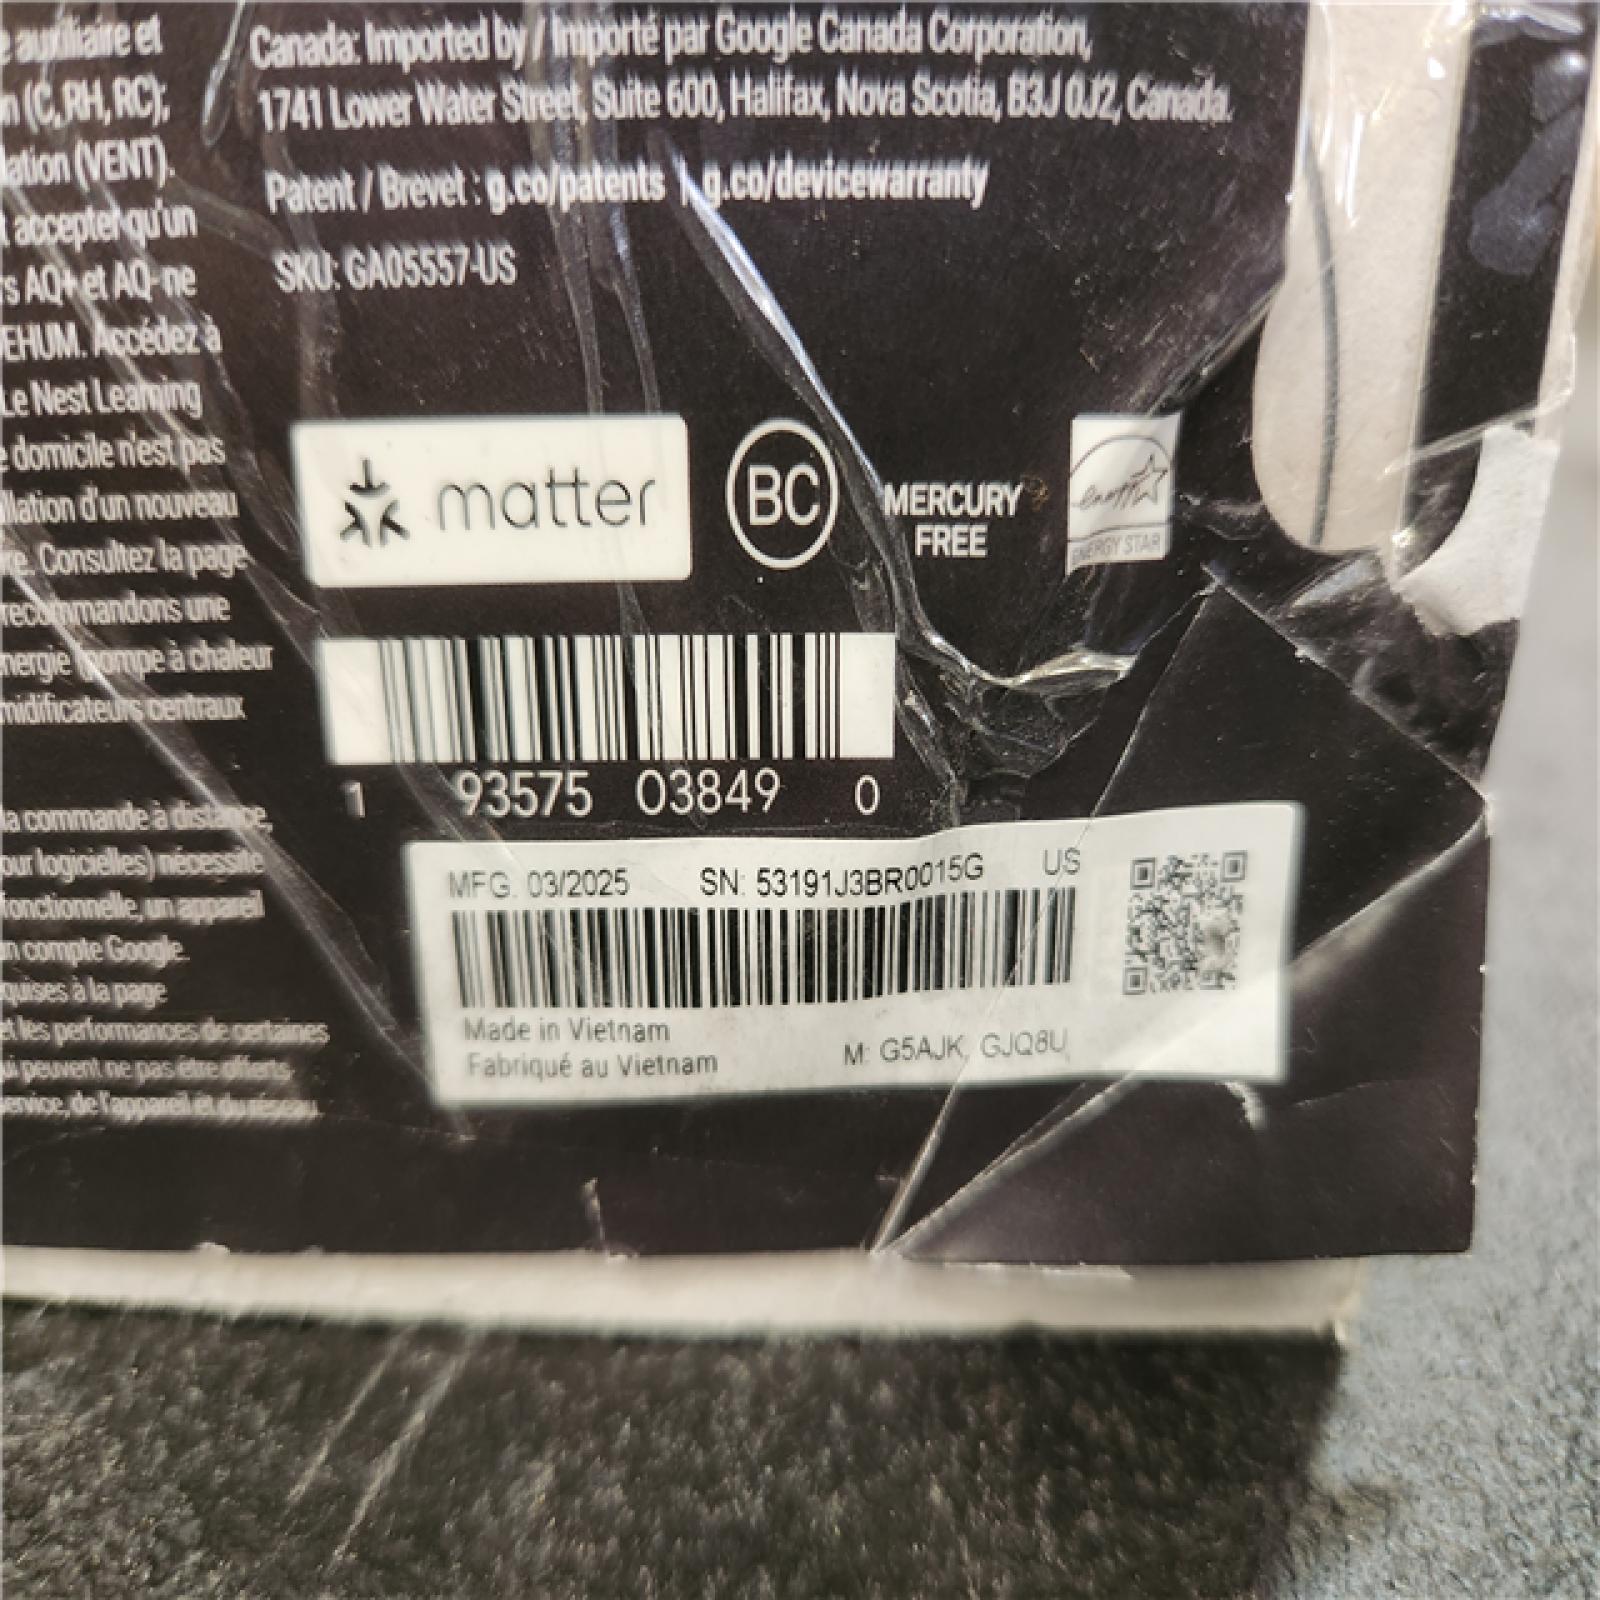 e auxiliaire et
n (C, RH, RC);
lation (VENT).
t accepter qu'un
rs AQ+ et AQ- ne
DEHUM. Accédez à
Le Nest Learning
e domicile n'est pas
llation d'un nouveau
re. Consultez la page
recommandons une
nergie (pompe à chaleur
midificateurs centraux
la commande à distance,
our logicielles) nécessite
fonctionnelle, un appareil
n compte Google.
quises à la page
et les performances de certaines
ui peuvent ne pas être offerts
service, de l'appareil et du réseau.
Canada: Imported by / Importé par Google Canada Corporation,
1741 Lower Water Street, Suite 600, Halifax, Nova Scotia, B3J 0J2, Canada.
Patent / Brevet : g.co/patents | g.co/devicewarranty
SKU: GA05557-US
matter
BC
MERCURY
FREE
energy
ENERGY STAR
1 93575 03849 0
MFG. 03/2025 SN: 53191J3BR0015G US
Made in Vietnam
Fabriqué au Vietnam
M: G5AJK, GJQ8U